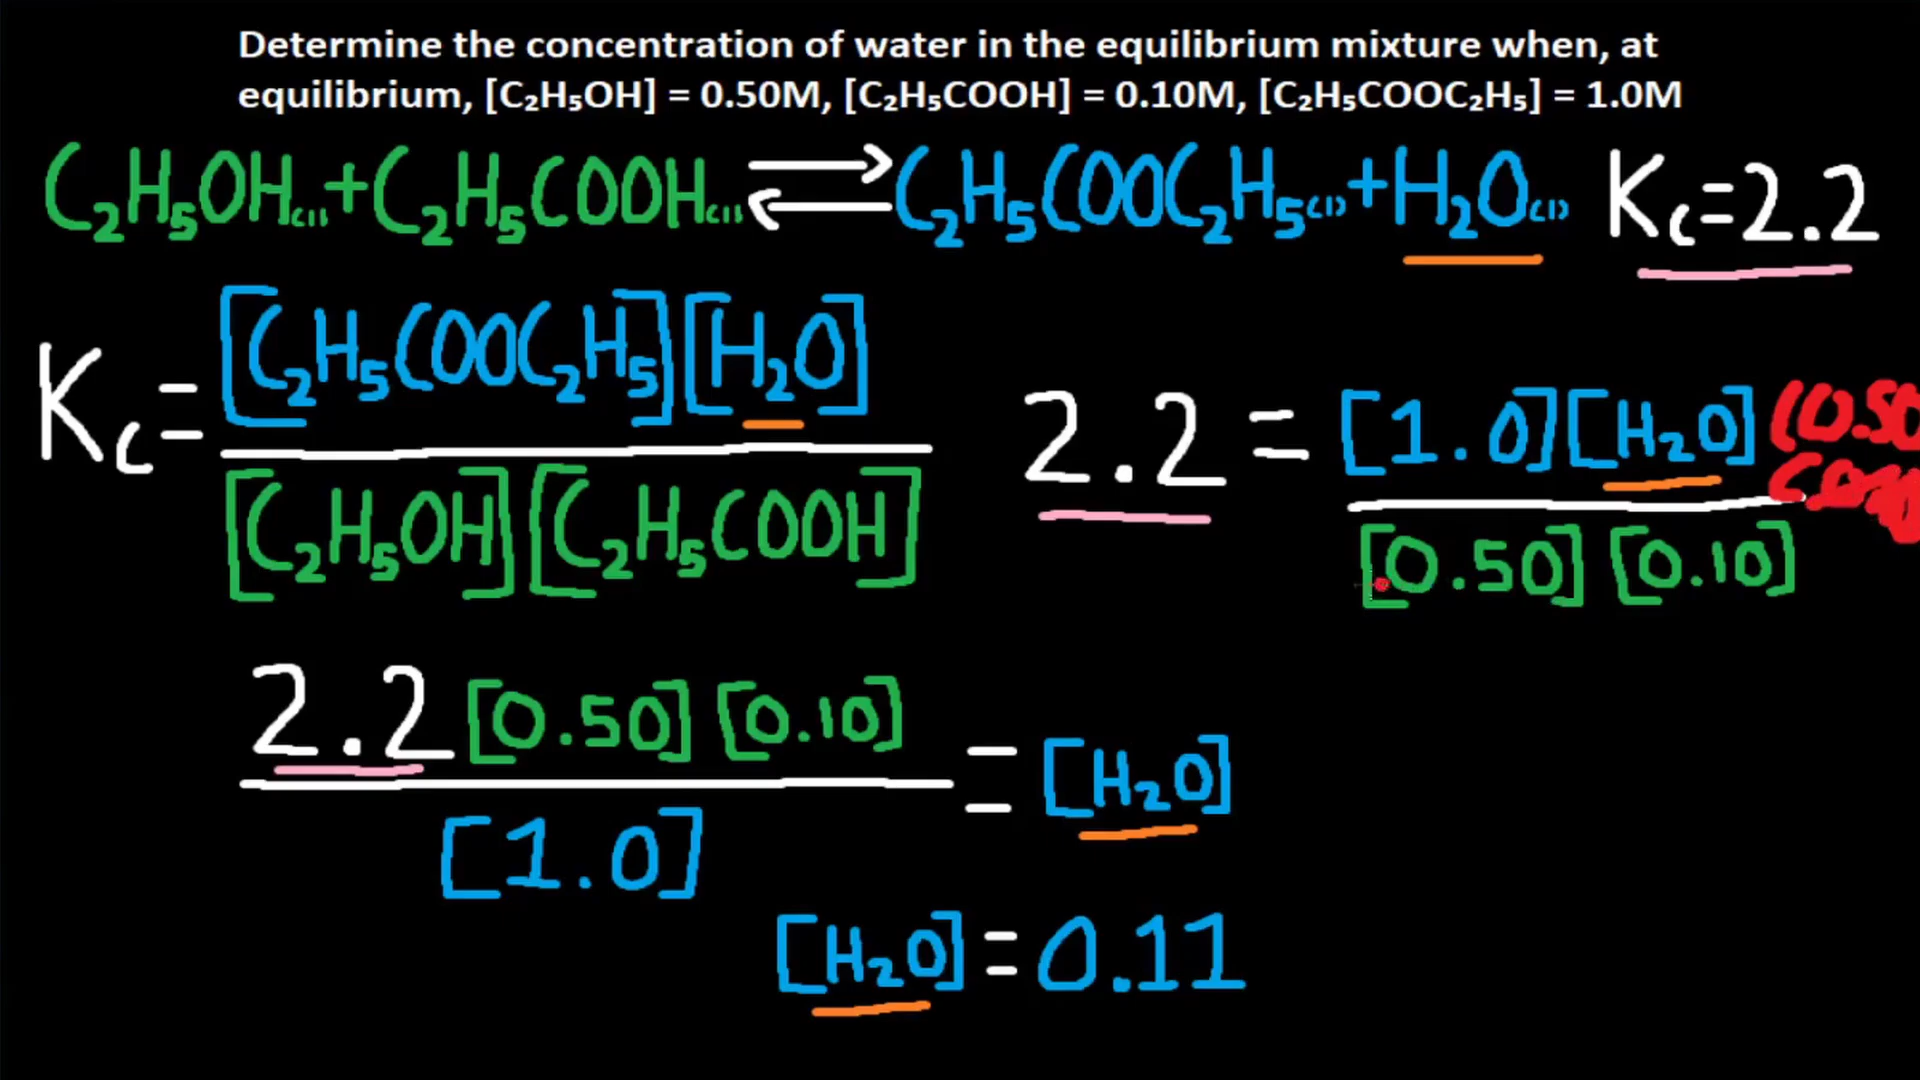 Determine the concentration of water in the equilibrium mixture when, at
equilibrium, [C₂H₅OH] = 0.50M, [C₂H₅COOH] = 0.10M, [C₂H₅COOC₂H₅] = 1.0M
C₂H₅OH(l) + C₂H₅COOH(l) ⇌ C₂H₅COOC₂H₅(l) + H₂O(l) Kc=2.2
Kc = [C₂H₅COOC₂H₅][H₂O]
[C₂H₅OH][C₂H₅COOH]
2.2 = [1.0][H₂O] (0.50
[0.50][0.10]
2.2[0.50][0.10] = [H₂O]
[1.0]
[H₂O] = 0.11